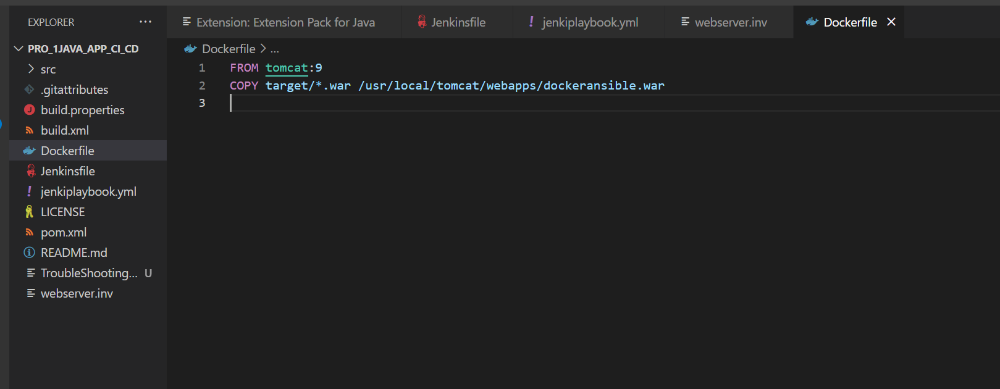 EXPLORER ...
PRO_1JAVA_APP_CI_CD
src
.gitattributes
build.properties
build.xml
Dockerfile
Jenkinsfile
jenkiplaybook.yml
LICENSE
pom.xml
README.md
TroubleShooting... U
webserver.inv
Extension: Extension Pack for Java Jenkinsfile jenkiplaybook.yml webserver.inv Dockerfile
Dockerfile > ...
1 FROM tomcat:9
2 COPY target/*.war /usr/local/tomcat/webapps/dockeransible.war
3